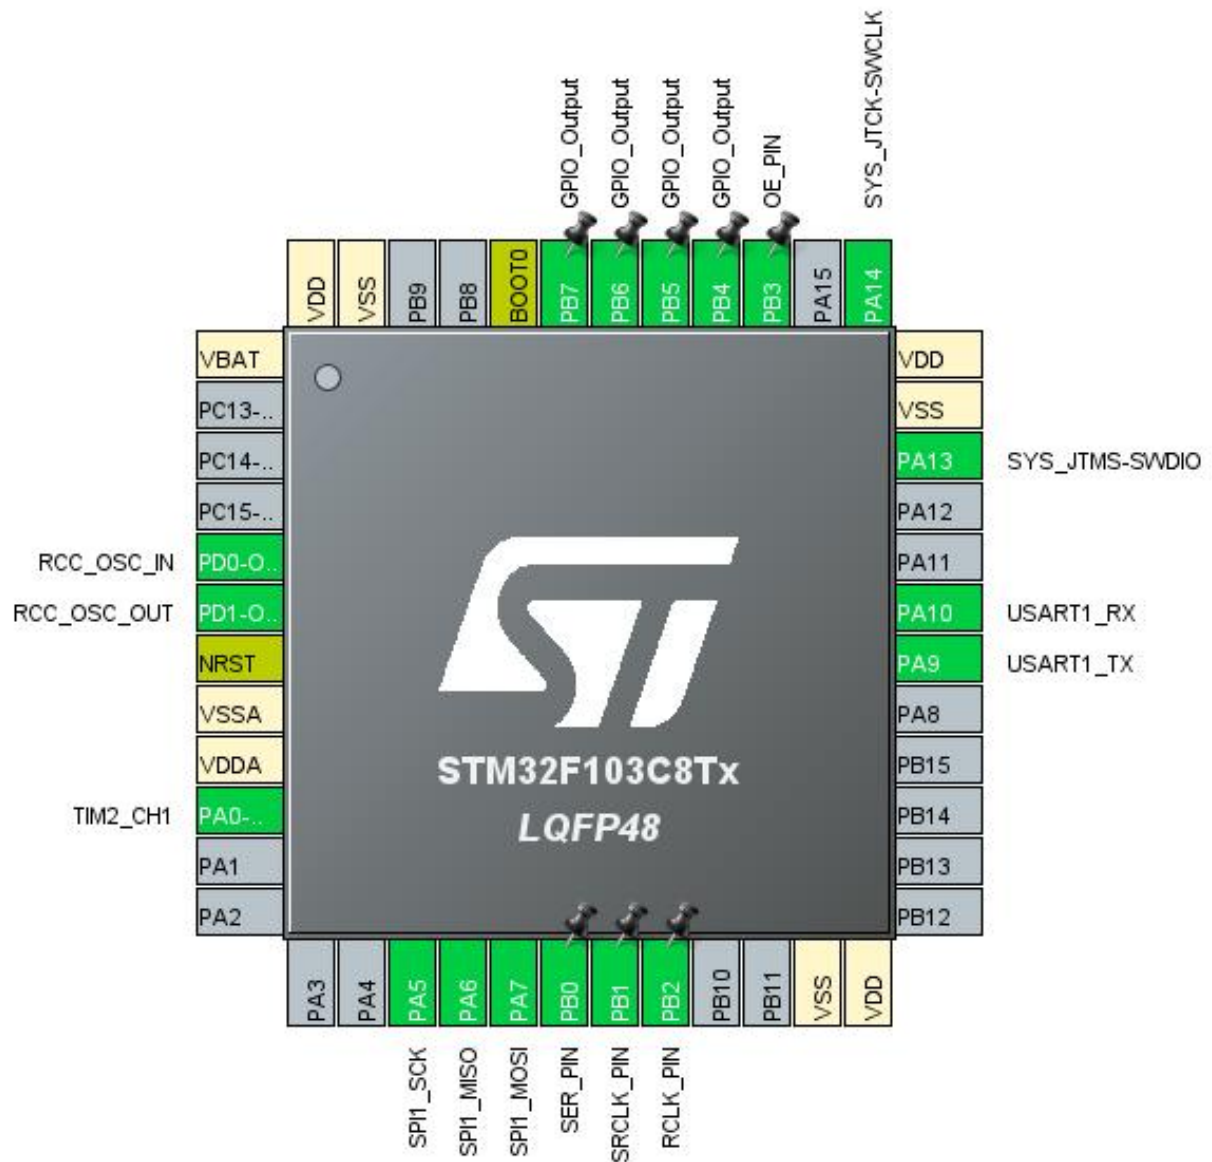 GPIO_Output
GPIO_Output
GPIO_Output
GPIO_Output
OE_PIN
SYS_JTCK-SWCLK
VDD
VSS
PB9
PB8
BOOT0
PB7
PB6
PB5
PB4
PB3
PA15
PA14
VBAT
PC13-..
PC14-..
PC15-..
RCC_OSC_IN PD0-O..
RCC_OSC_OUT PD1-O..
NRST
VSSA
VDDA
TIM2_CH1 PA0-..
PA1
PA2
STM32F103C8Tx
LQFP48
VDD
VSS
PA13 SYS_JTMS-SWDIO
PA12
PA11
PA10 USART1_RX
PA9 USART1_TX
PA8
PB15
PB14
PB13
PB12
PA3
PA4
PA5
PA6
PA7
PB0
PB1
PB2
PB10
PB11
VSS
VDD
SPI1_SCK
SPI1_MISO
SPI1_MOSI
SER_PIN
SRCLK_PIN
RCLK_PIN